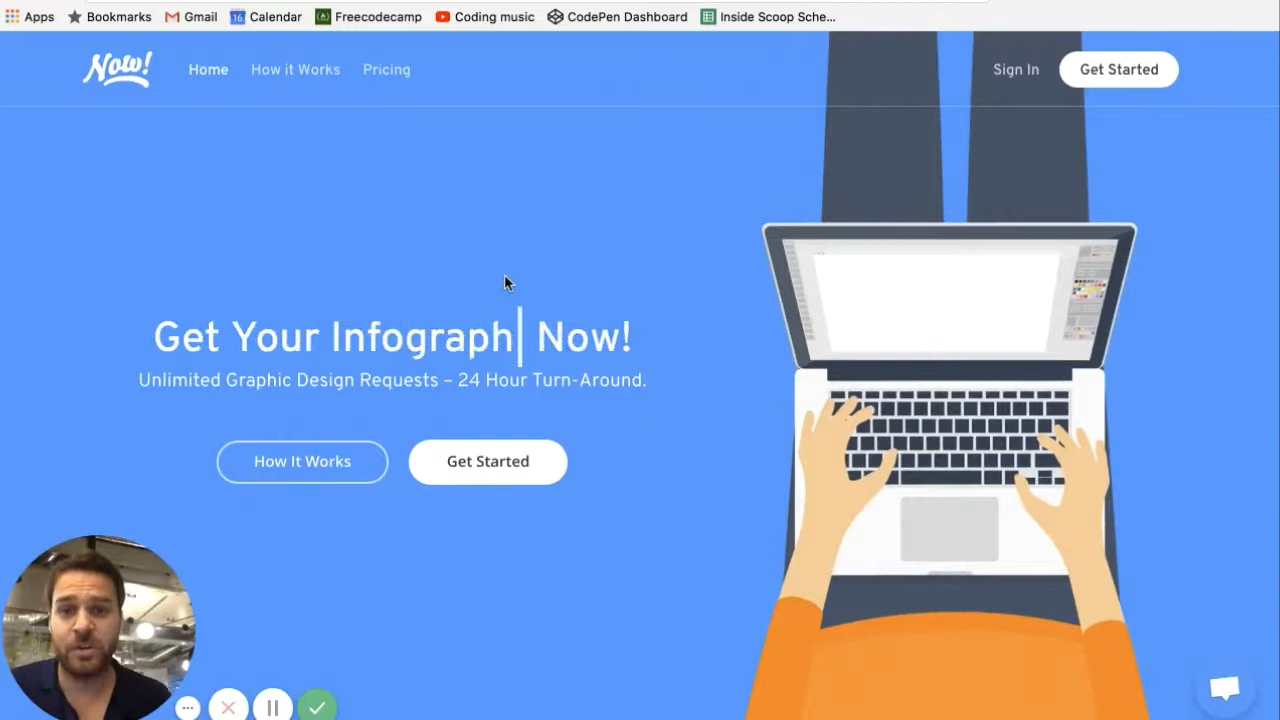 Apps Bookmarks Gmail 16 Calendar Freecodecamp Coding music CodePen Dashboard Inside Scoop Sche...
Now! Home How it Works Pricing Sign In Get Started
Get Your Infograph| Now!
Unlimited Graphic Design Requests – 24 Hour Turn-Around.
How It Works Get Started